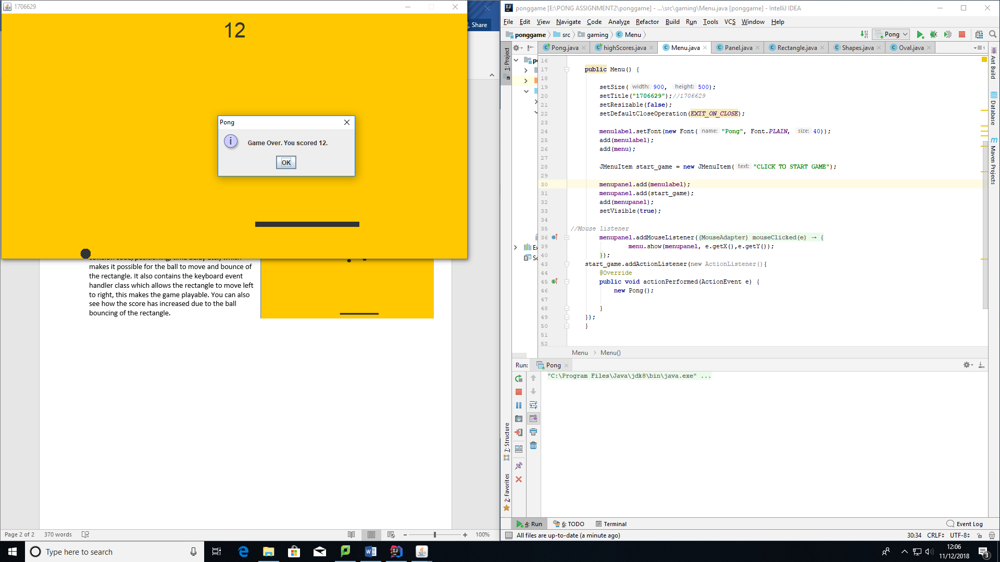 1706629
12
Pong
Game Over. You scored 12.
OK
Share
makes it possible for the ball to move and bounce of
the rectangle. It also contains the keyboard event
handler class which allows the rectangle to move left
to right, this makes the game playable. You can also
see how the score has increased due to the ball
bouncing of the rectangle.
Page 2 of 2 370 words
100%
ponggame [E:\PONG ASSIGNMENT2\ponggame] - ...\src\gaming\Menu.java [ponggame] - IntelliJ IDEA
File Edit View Navigate Code Analyze Refactor Build Run Tools VCS Window Help
ponggame src gaming Menu
Pong
Pong.java highScores.java Menu.java Panel.java Rectangle.java Shapes.java Oval.java
1: Project
7: Structure
2: Favorites
Ant Build
Database
Maven Projects
16
17 public Menu() {
18
19 setSize( width: 900, height: 500);
20 setTitle("1706629");//1706629
21 setResizable(false);
22 setDefaultCloseOperation(EXIT_ON_CLOSE);
23
24 menulabel.setFont(new Font( name: "Pong", Font.PLAIN, size: 40));
25 add(menulabel);
26 add(menu);
27
28 JMenuItem start_game = new JMenuItem( text: "CLICK TO START GAME");
29
30 menupanel.add(menulabel);
31 menupanel.add(start_game);
32 add(menupanel);
33 setVisible(true);
34
35 //Mouse listener
36 menupanel.addMouseListener((MouseAdapter) mouseClicked(e) → {
39 menu.show(menupanel, e.getX(),e.getY());
40 });
43 start_game.addActionListener(new ActionListener(){
44 @Override
45 public void actionPerformed(ActionEvent e) {
46 new Pong();
47
48 }
49 });
50 }
51
52
Menu Menu()
Run: Pong
"C:\Program Files\Java\jdk8\bin\java.exe" ...
4: Run 6: TODO Terminal Event Log
All files are up-to-date (a minute ago) 30:34 CRLF UTF-8
Type here to search
12:06
11/12/2018
3